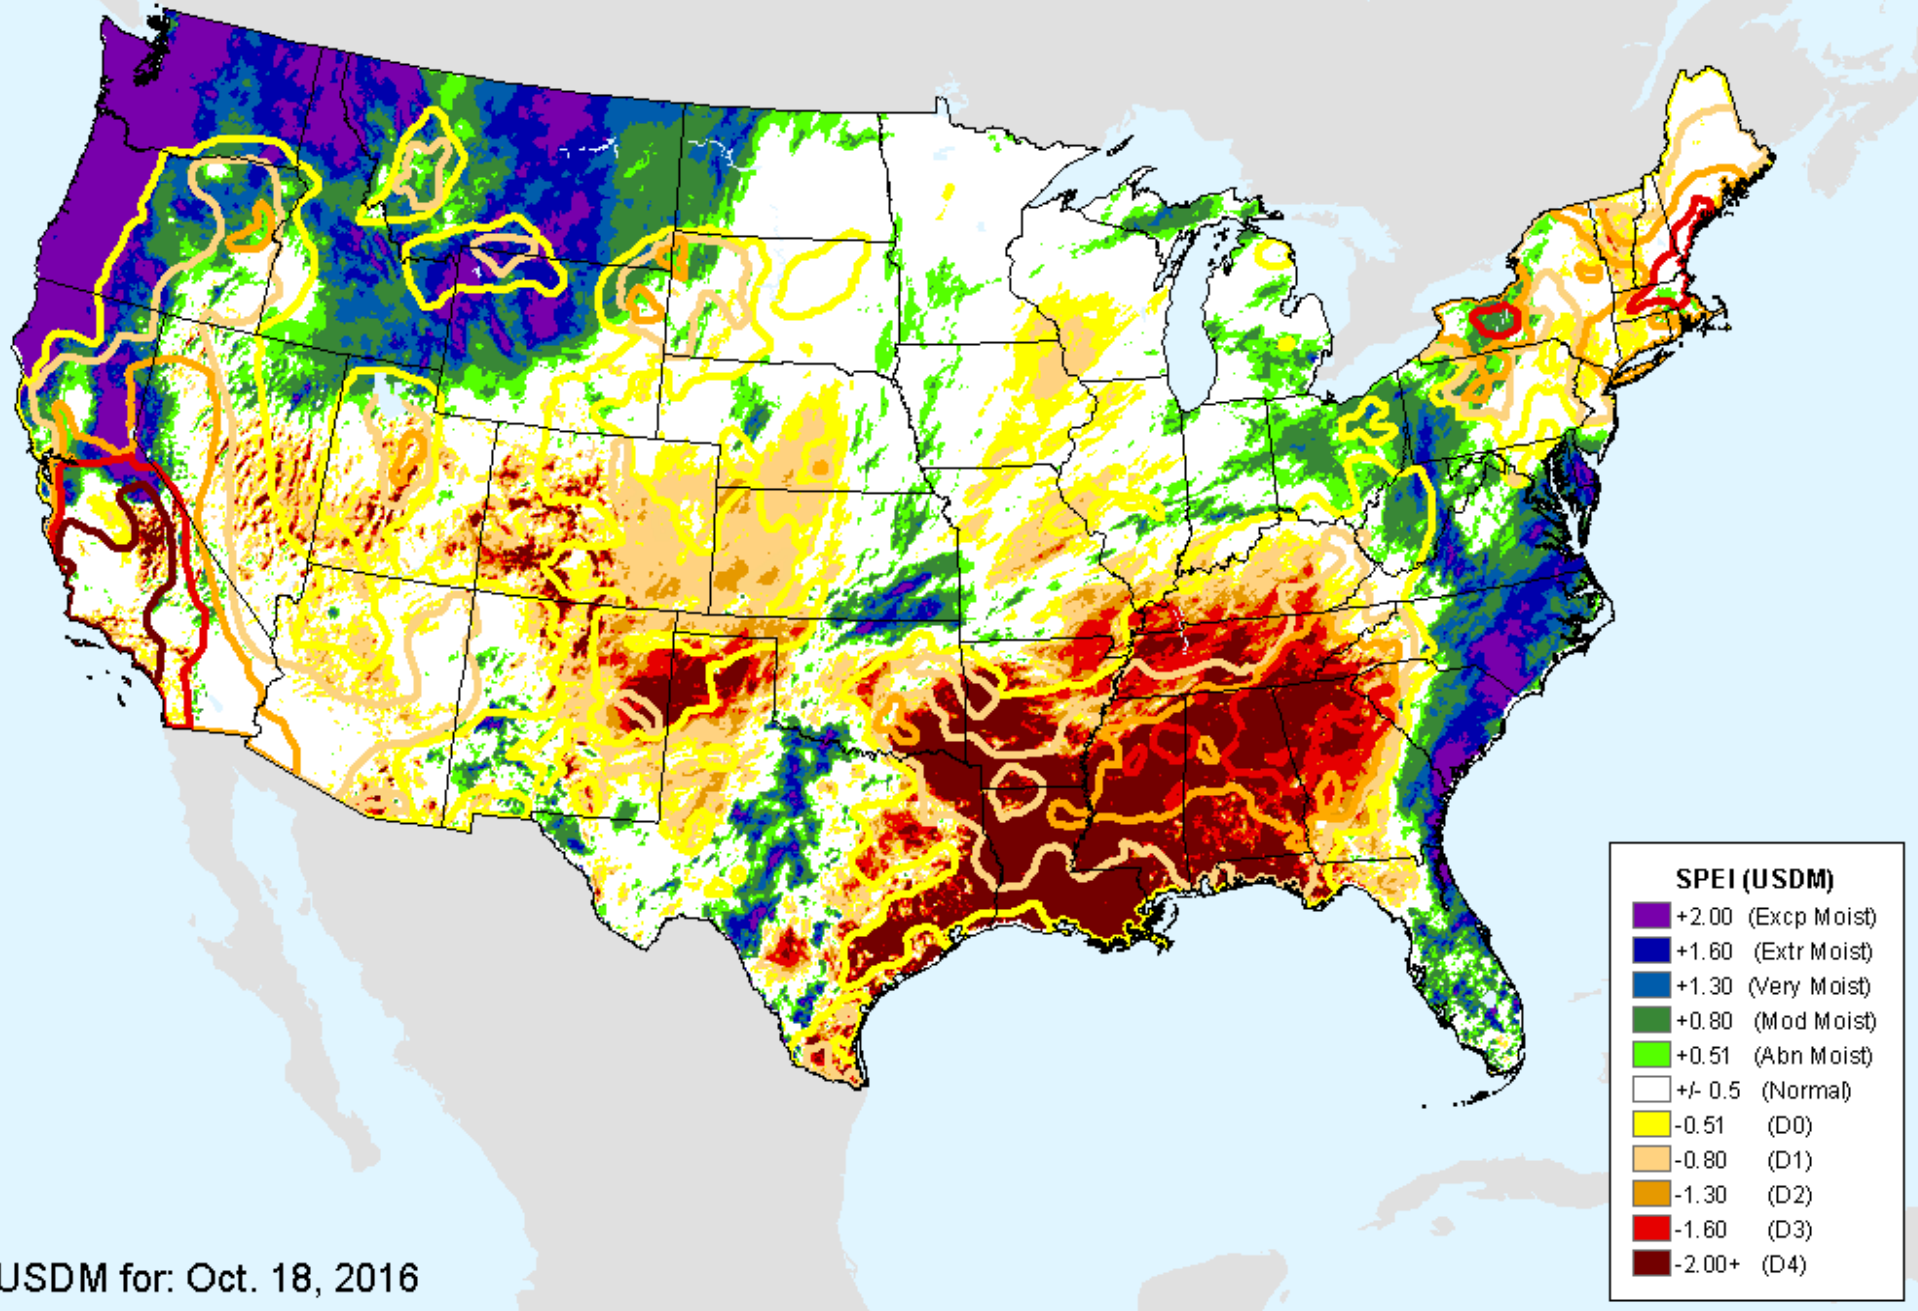 SPEI (USDM)
+2.00 (Excp Moist)
+1.60 (Extr Moist)
+1.30 (Very Moist)
+0.80 (Mod Moist)
+0.51 (Abn Moist)
+/- 0.5 (Normal)
-0.51 (D0)
-0.80 (D1)
-1.30 (D2)
-1.60 (D3)
-2.00+ (D4)
USDM for: Oct. 18, 2016